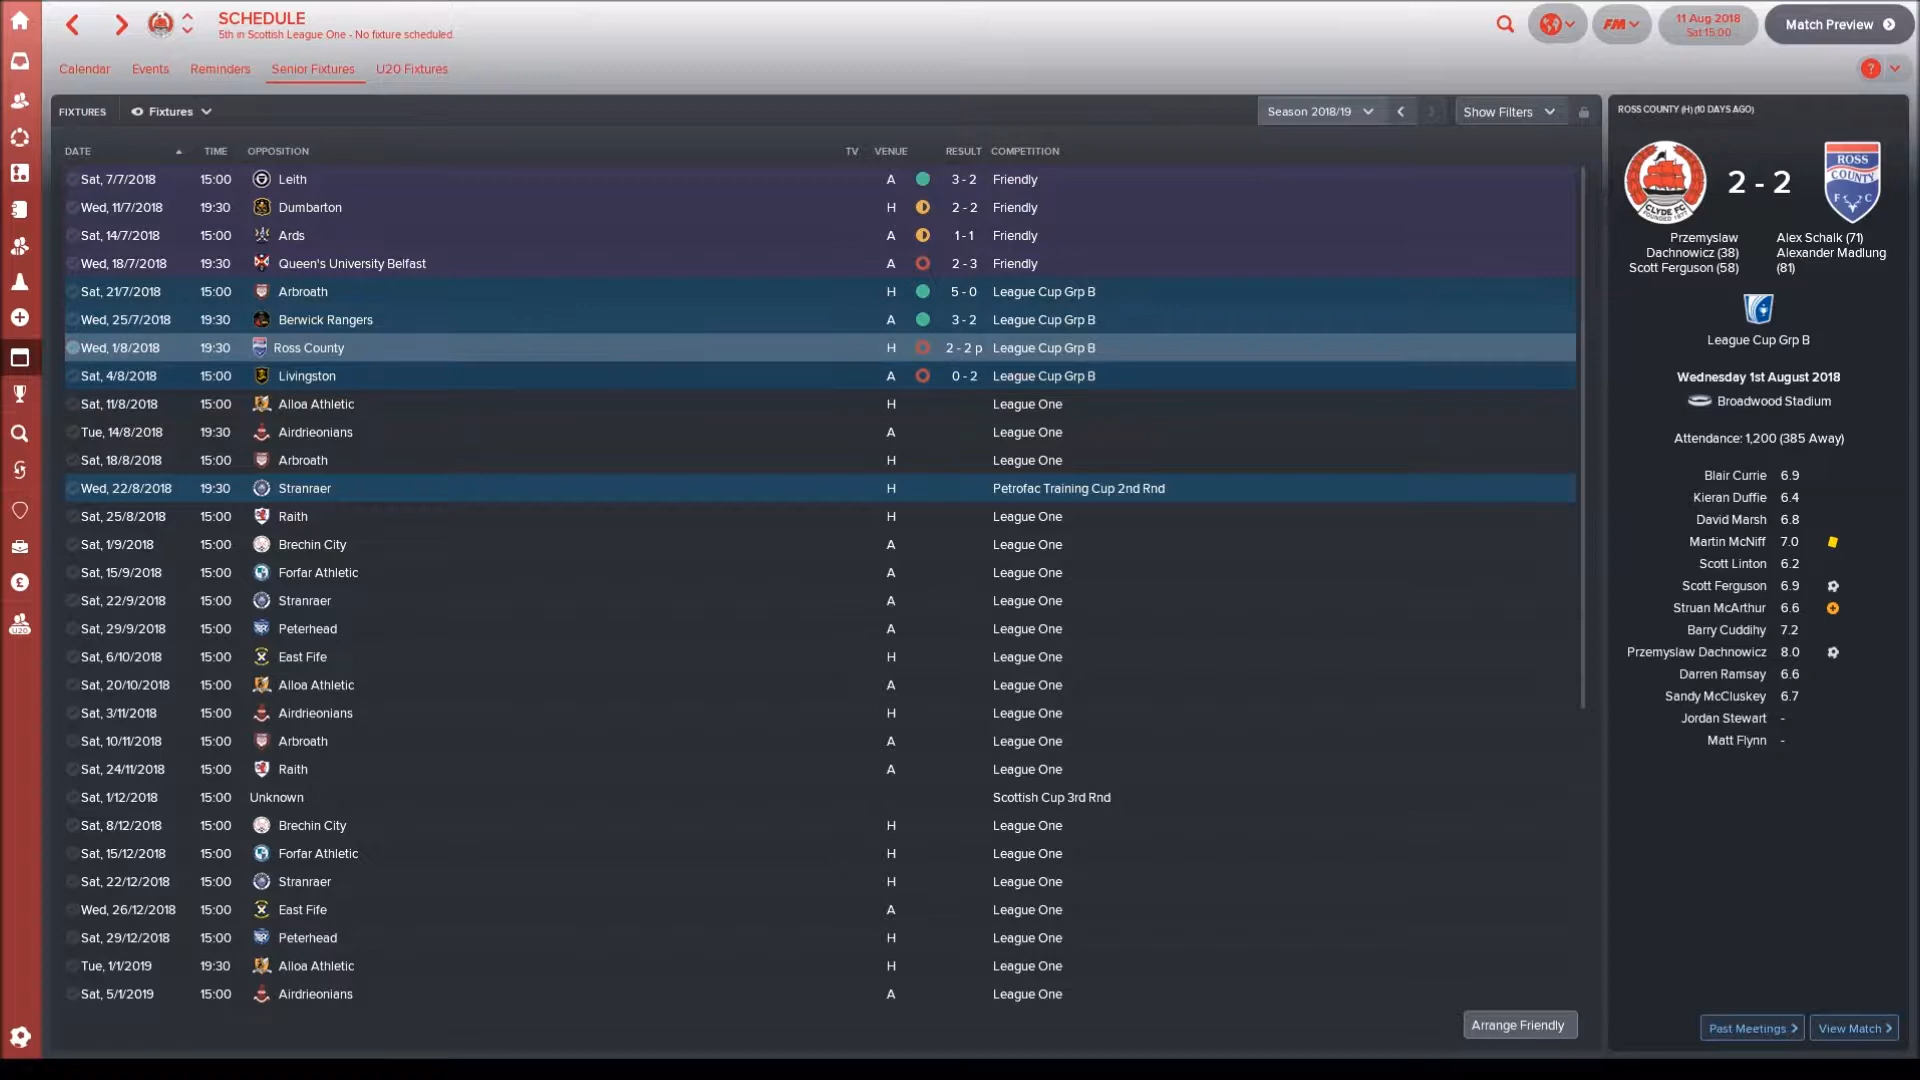 SCHEDULE
5th in Scottish League One - No fixture scheduled.
FM
11 Aug 2018
Sat 15:00
Match Preview
Calendar Events Reminders Senior Fixtures U20 Fixtures
?
FIXTURES Fixtures Season 2018/19 Show Filters
DATE TIME OPPOSITION TV VENUE RESULT COMPETITION
Sat, 7/7/2018 15:00 Leith A 3 - 2 Friendly
Wed, 11/7/2018 19:30 Dumbarton H 2 - 2 Friendly
Sat, 14/7/2018 15:00 Ards A 1 - 1 Friendly
Wed, 18/7/2018 19:30 Queen's University Belfast A 2 - 3 Friendly
Sat, 21/7/2018 15:00 Arbroath H 5 - 0 League Cup Grp B
Wed, 25/7/2018 19:30 Berwick Rangers A 3 - 2 League Cup Grp B
Wed, 1/8/2018 19:30 Ross County H 2 - 2 p League Cup Grp B
Sat, 4/8/2018 15:00 Livingston A 0 - 2 League Cup Grp B
Sat, 11/8/2018 15:00 Alloa Athletic H League One
Tue, 14/8/2018 19:30 Airdrieonians A League One
Sat, 18/8/2018 15:00 Arbroath H League One
Wed, 22/8/2018 19:30 Stranraer H Petrofac Training Cup 2nd Rnd
Sat, 25/8/2018 15:00 Raith H League One
Sat, 1/9/2018 15:00 Brechin City A League One
Sat, 15/9/2018 15:00 Forfar Athletic A League One
Sat, 22/9/2018 15:00 Stranraer A League One
Sat, 29/9/2018 15:00 Peterhead A League One
Sat, 6/10/2018 15:00 East Fife H League One
Sat, 20/10/2018 15:00 Alloa Athletic A League One
Sat, 3/11/2018 15:00 Airdrieonians H League One
Sat, 10/11/2018 15:00 Arbroath A League One
Sat, 24/11/2018 15:00 Raith A League One
Sat, 1/12/2018 15:00 Unknown Scottish Cup 3rd Rnd
Sat, 8/12/2018 15:00 Brechin City H League One
Sat, 15/12/2018 15:00 Forfar Athletic H League One
Sat, 22/12/2018 15:00 Stranraer H League One
Wed, 26/12/2018 15:00 East Fife A League One
Sat, 29/12/2018 15:00 Peterhead H League One
Tue, 1/1/2019 19:30 Alloa Athletic H League One
Sat, 5/1/2019 15:00 Airdrieonians A League One
Arrange Friendly
U20
ROSS COUNTY (H) (10 DAYS AGO)
CLYDE FC
FOUNDED 1877
2 - 2
ROSS
COUNTY
F C
Przemyslaw
Dachnowicz (38)
Scott Ferguson (58)
Alex Schalk (71)
Alexander Madlung
(81)
League Cup Grp B
Wednesday 1st August 2018
Broadwood Stadium
Attendance: 1,200 (385 Away)
Blair Currie 6.9
Kieran Duffie 6.4
David Marsh 6.8
Martin McNiff 7.0
Scott Linton 6.2
Scott Ferguson 6.9
Struan McArthur 6.6
Barry Cuddihy 7.2
Przemyslaw Dachnowicz 8.0
Darren Ramsay 6.6
Sandy McCluskey 6.7
Jordan Stewart -
Matt Flynn -
Past Meetings View Match